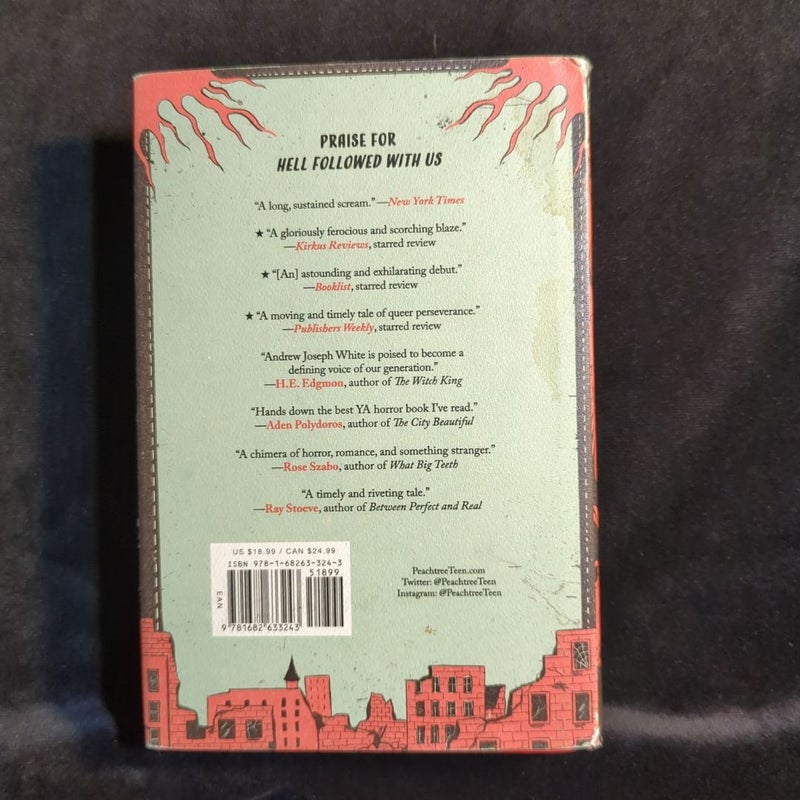 PRAISE FOR
HELL FOLLOWED WITH US
“A long, sustained scream.”—New York Times
★ “A gloriously ferocious and scorching blaze.”
—Kirkus Reviews, starred review
★ “[An] astounding and exhilarating debut.”
—Booklist, starred review
★ “A moving and timely tale of queer perseverance.”
—Publishers Weekly, starred review
“Andrew Joseph White is poised to become a
defining voice of our generation.”
—H.E. Edgmon, author of The Witch King
“Hands down the best YA horror book I’ve read.”
—Aden Polydoros, author of The City Beautiful
“A chimera of horror, romance, and something stranger.”
—Rose Szabo, author of What Big Teeth
“A timely and riveting tale.”
—Ray Stoeve, author of Between Perfect and Real
US $18.99 / CAN $24.99
ISBN 978-1-68263-324-3
51899
EAN
9 781682 633243
PeachtreeTeen.com
Twitter: @PeachtreeTeen
Instagram: @PeachtreeTeen